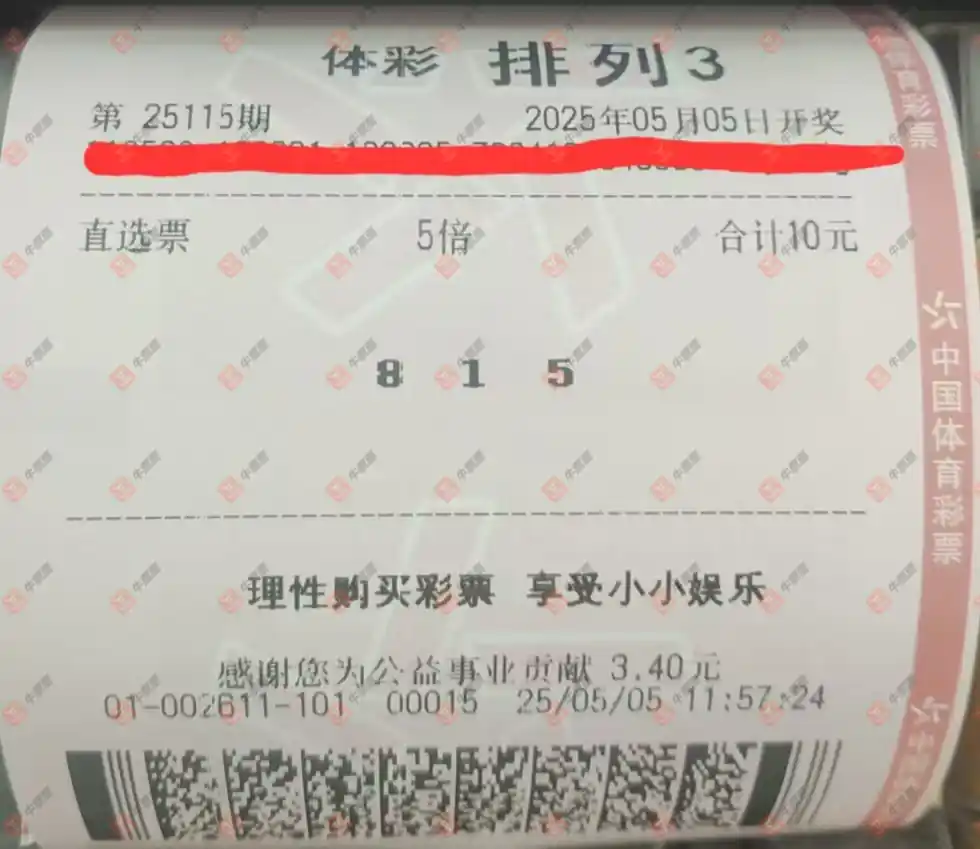 体彩 排列3
第 25115期 2025年05月05日开奖
直选票 5倍 合计10元
8 1 5
理性购买彩票 享受小小娱乐
感谢您为公益事业贡献 3.40元
01-002611-101 00015 25/05/05 11:57:24
体育彩票
中国体育彩票